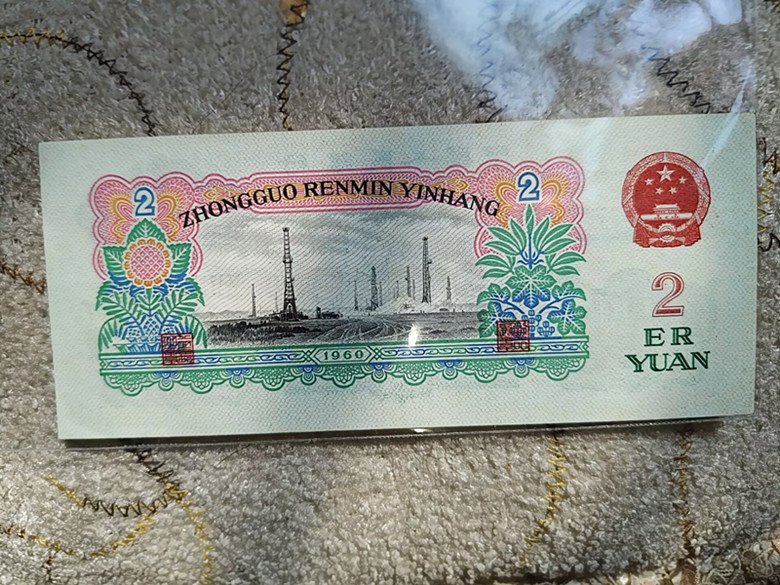 2
2
ZHONGGUO RENMIN YINHANG
1960
2
ER
YUAN